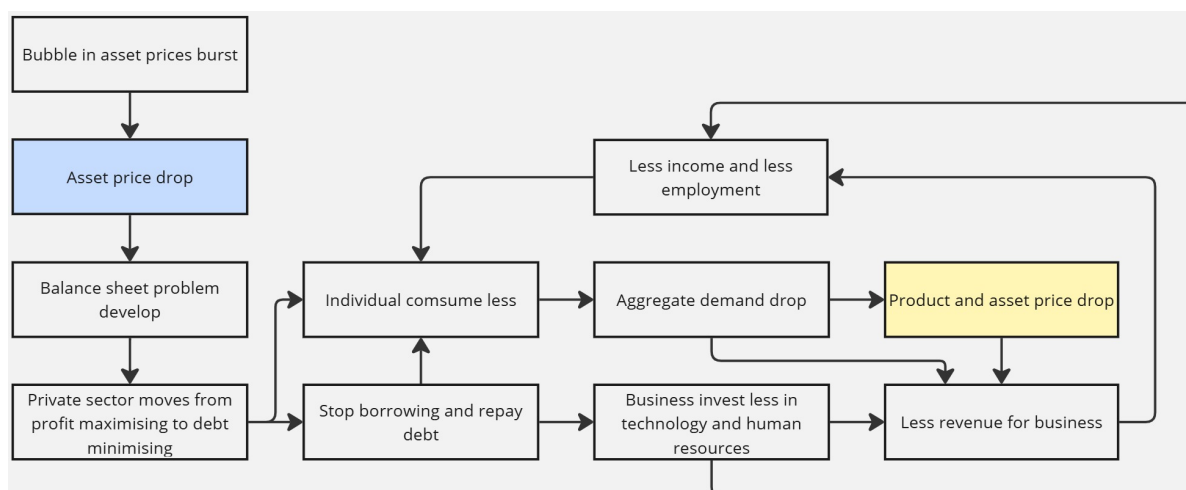 Bubble in asset prices burst
Asset price drop
Less income and less
employment
Balance sheet problem
develop
Individual comsume less
Aggregate demand drop
Product and asset price drop
Private sector moves from
profit maximising to debt
minimising
Stop borrowing and repay
debt
Business invest less in
technology and human
resources
Less revenue for business